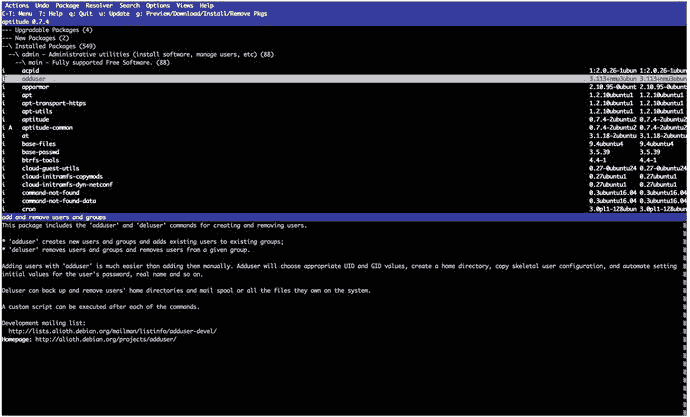 Actions Undo Package Resolver Search Options Views Help
C-T: Menu ?: Help q: Quit u: Update g: Preview/Download/Install/Remove Pkgs
aptitude 0.7.4
--- Upgradable Packages (4)
--- New Packages (2)
--\ Installed Packages (549)
--\ admin - Administrative utilities (install software, manage users, etc) (88)
--\ main - Fully supported Free Software. (88)
i acpid 1:2.0.26-1ubun 1:2.0.26-1ubun
i adduser 3.113+nmu3ubun 3.113+nmu3ubun
i apparmor 2.10.95-0ubunt 2.10.95-0ubunt
i apt 1.2.10ubuntu1 1.2.10ubuntu1
i apt-transport-https 1.2.10ubuntu1 1.2.10ubuntu1
i apt-utils 1.2.10ubuntu1 1.2.10ubuntu1
i aptitude 0.7.4-2ubuntu2 0.7.4-2ubuntu2
i A aptitude-common 0.7.4-2ubuntu2 0.7.4-2ubuntu2
i at 3.1.18-2ubuntu 3.1.18-2ubuntu
i base-files 9.4ubuntu4 9.4ubuntu4
i base-passwd 3.5.39 3.5.39
i btrfs-tools 4.4-1 4.4-1
i cloud-guest-utils 0.27-0ubuntu24 0.27-0ubuntu24
i cloud-initramfs-copymods 0.27ubuntu1 0.27ubuntu1
i cloud-initramfs-dyn-netconf 0.27ubuntu1 0.27ubuntu1
i command-not-found 0.3ubuntu16.04 0.3ubuntu16.04
i command-not-found-data 0.3ubuntu16.04 0.3ubuntu16.04
i cron 3.0pl1-128ubun 3.0pl1-128ubun
add and remove users and groups
This package includes the 'adduser' and 'deluser' commands for creating and removing users.
* 'adduser' creates new users and groups and adds existing users to existing groups;
* 'deluser' removes users and groups and removes users from a given group.
Adding users with 'adduser' is much easier than adding them manually. Adduser will choose appropriate UID and GID values, create a home directory, copy skeletal user configuration, and automate setting
initial values for the user's password, real name and so on.
Deluser can back up and remove users' home directories and mail spool or all the files they own on the system.
A custom script can be executed after each of the commands.
Development mailing list:
http://lists.alioth.debian.org/mailman/listinfo/adduser-devel/
Homepage: http://alioth.debian.org/projects/adduser/